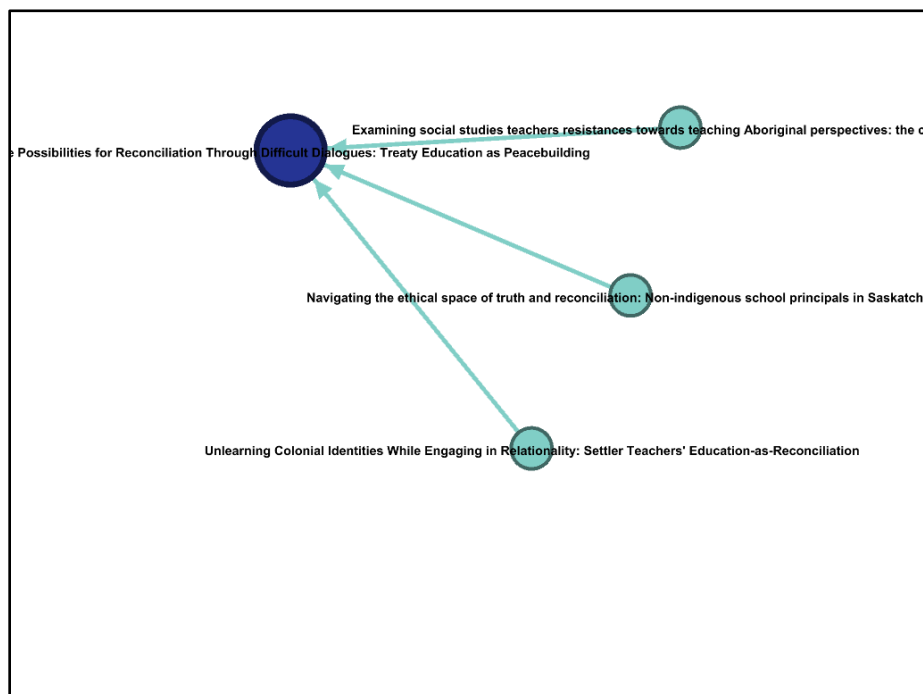 Examining social studies teachers resistances towards teaching Aboriginal perspectives: the
e Possibilities for Reconciliation Through Difficult Dialogues: Treaty Education as Peacebuilding
Navigating the ethical space of truth and reconciliation: Non-indigenous school principals in Saskatch
Unlearning Colonial Identities While Engaging in Relationality: Settler Teachers' Education-as-Reconciliation